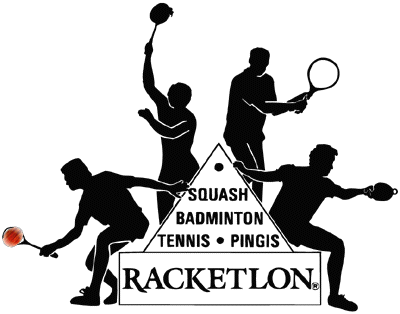 SQUASH
BADMINTON
TENNIS • PINGIS
RACKETLON®